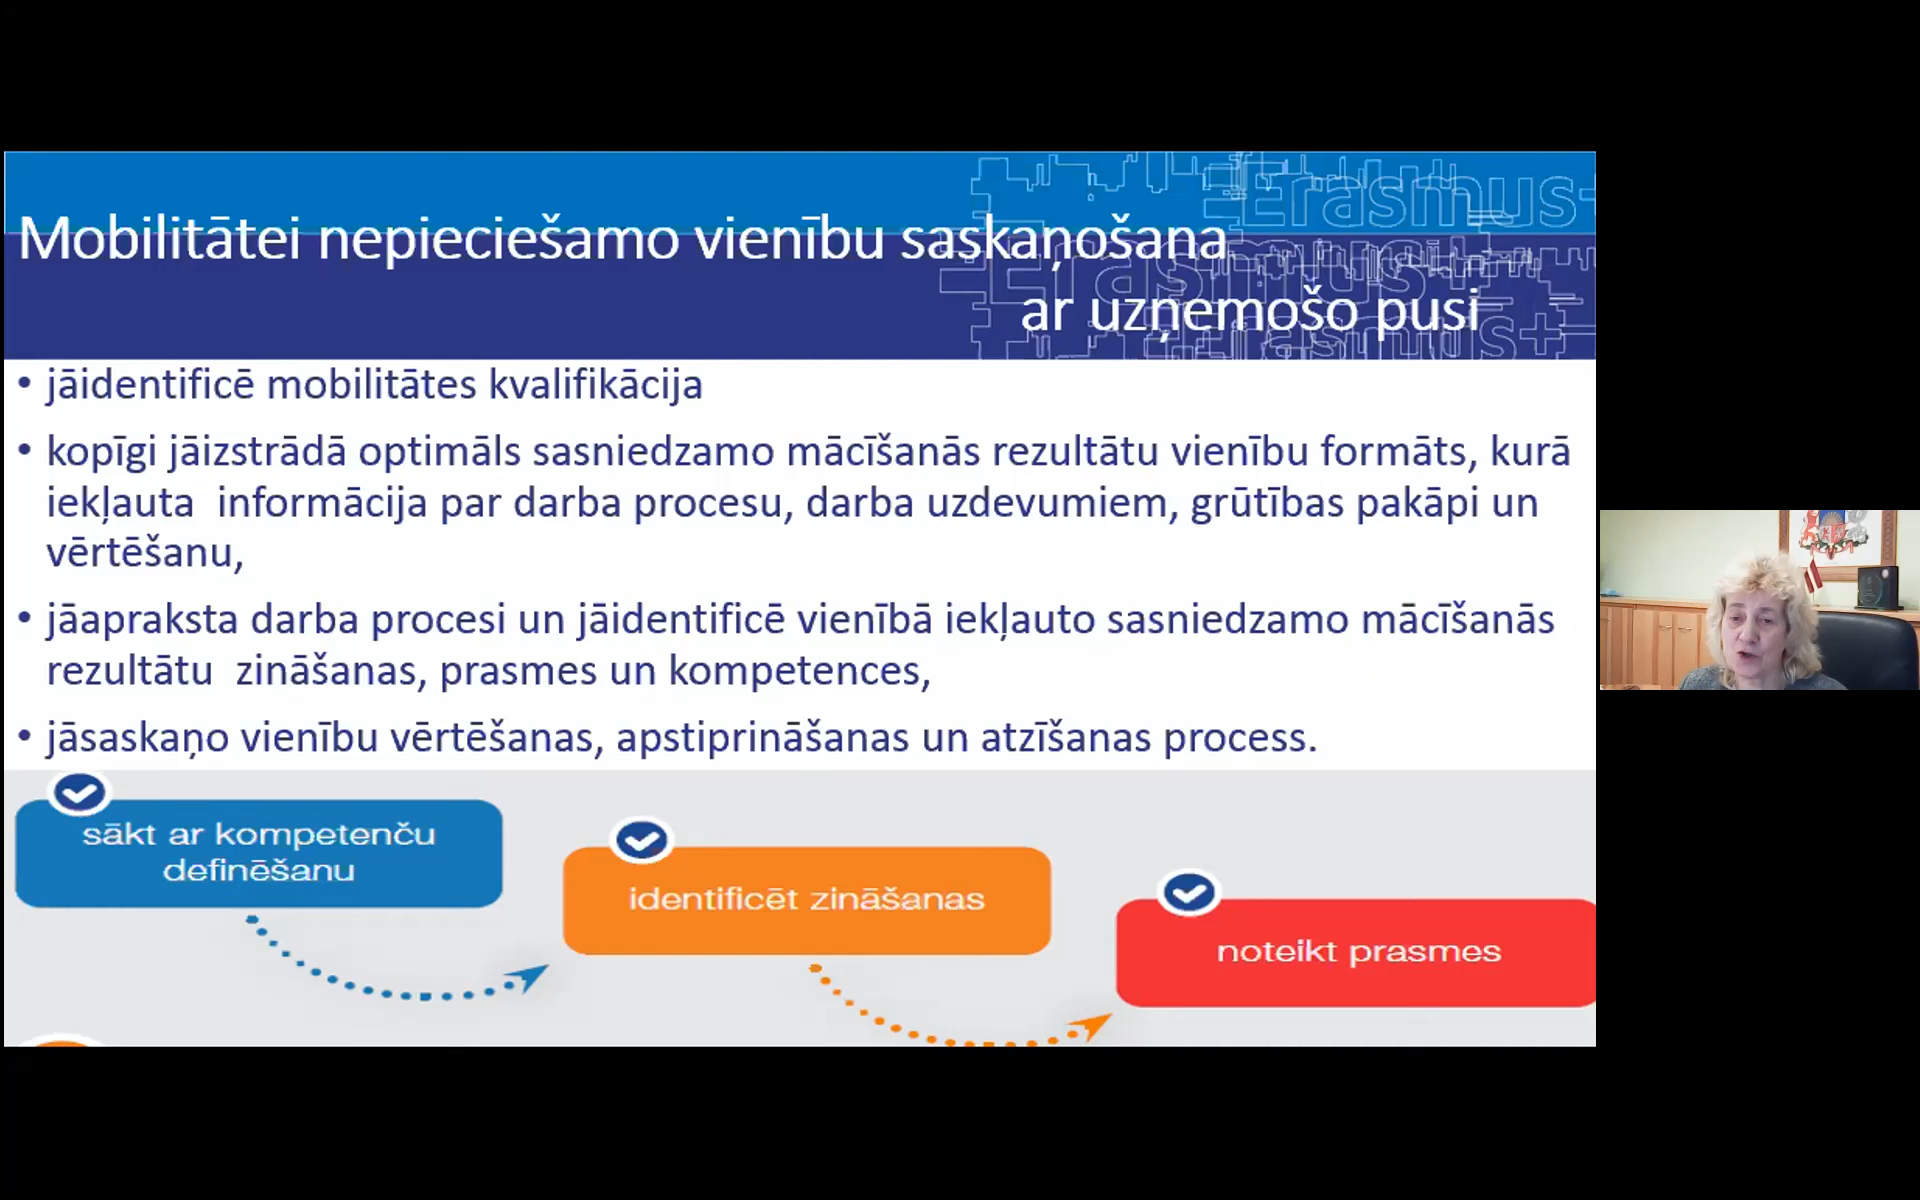 Erasmus+
Mobilitātei nepieciešamo vienību saskaņošana
Erasmus+
ar uzņemošo pusi
Erasmus+
• jāidentificē mobilitātes kvalifikācija
• kopīgi jāizstrādā optimāls sasniedzamo mācīšanās rezultātu vienību formāts, kurā
iekļauta informācija par darba procesu, darba uzdevumiem, grūtības pakāpi un
vērtēšanu,
• jāapraksta darba procesi un jāidentificē vienībā iekļauto sasniedzamo mācīšanās
rezultātu zināšanas, prasmes un kompetences,
• jāsaskaņo vienību vērtēšanas, apstiprināšanas un atzīšanas process.
sākt ar kompetenču
definēšanu
identificēt zināšanas
noteikt prasmes